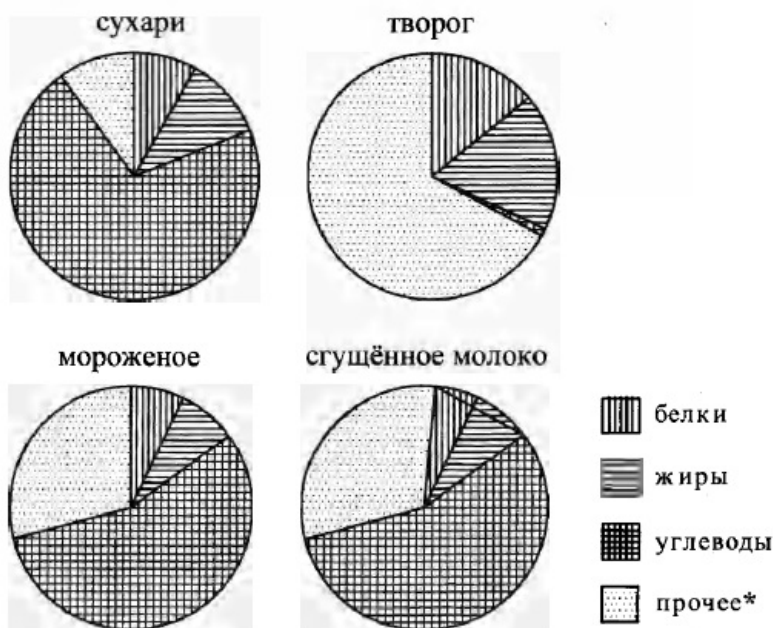 сухари
творог
мороженое
сгущённое молоко
белки
жиры
углеводы
прочее*